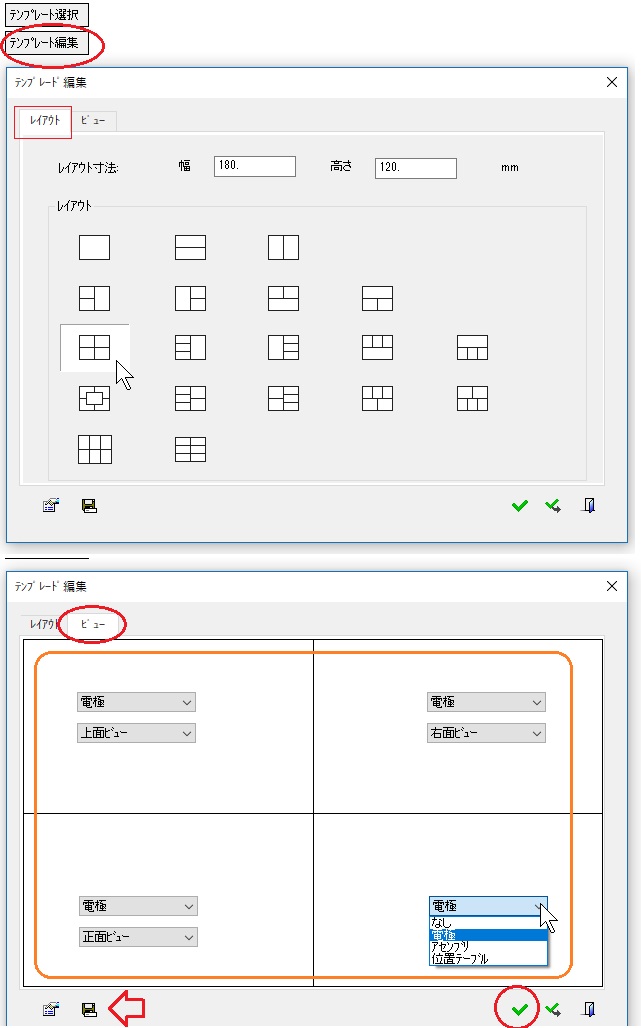 テンプレート選択
テンプレート編集
テンプレート編集
レイアウト ビュー
レイアウト寸法: 幅 180. 高さ 120. mm
レイアウト
テンプレート編集
レイアウト ビュー
電極 電極
上面ビュー 右面ビュー
電極 電極
正面ビュー なし
電極
アセンブリ
位置テーブル